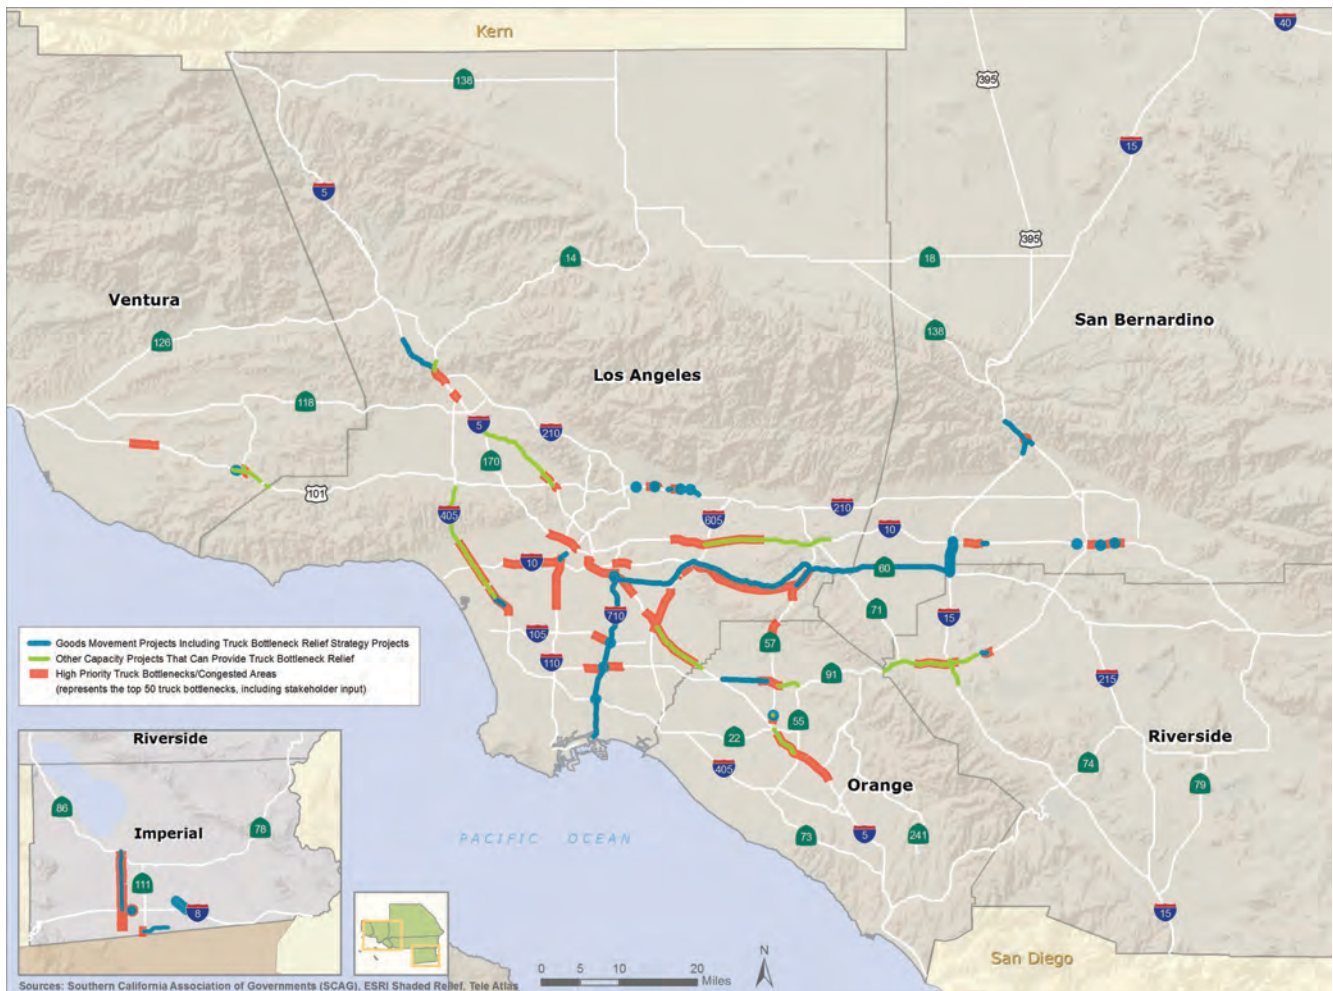 Kern
40
138
395
15
5
14
395
18
Ventura
San Bernardino
138
126
Los Angeles
118
5
210
170
101
405
605
210
10
10
60
710
71
15
105
57
110
91
215
Goods Movement Projects Including Truck Bottleneck Relief Strategy Projects
Other Capacity Projects That Can Provide Truck Bottleneck Relief
High Priority Truck Bottlenecks/Congested Areas
(represents the top 50 truck bottlenecks, including stakeholder input)
55
22
Riverside
405
74
79
Orange
Riverside
86
Imperial
78
PACIFIC OCEAN
73
5
241
111
8
15
N
San Diego
0 5 10 20
Miles
Sources: Southern California Association of Governments (SCAG), ESRI Shaded Relief, Tele Atlas